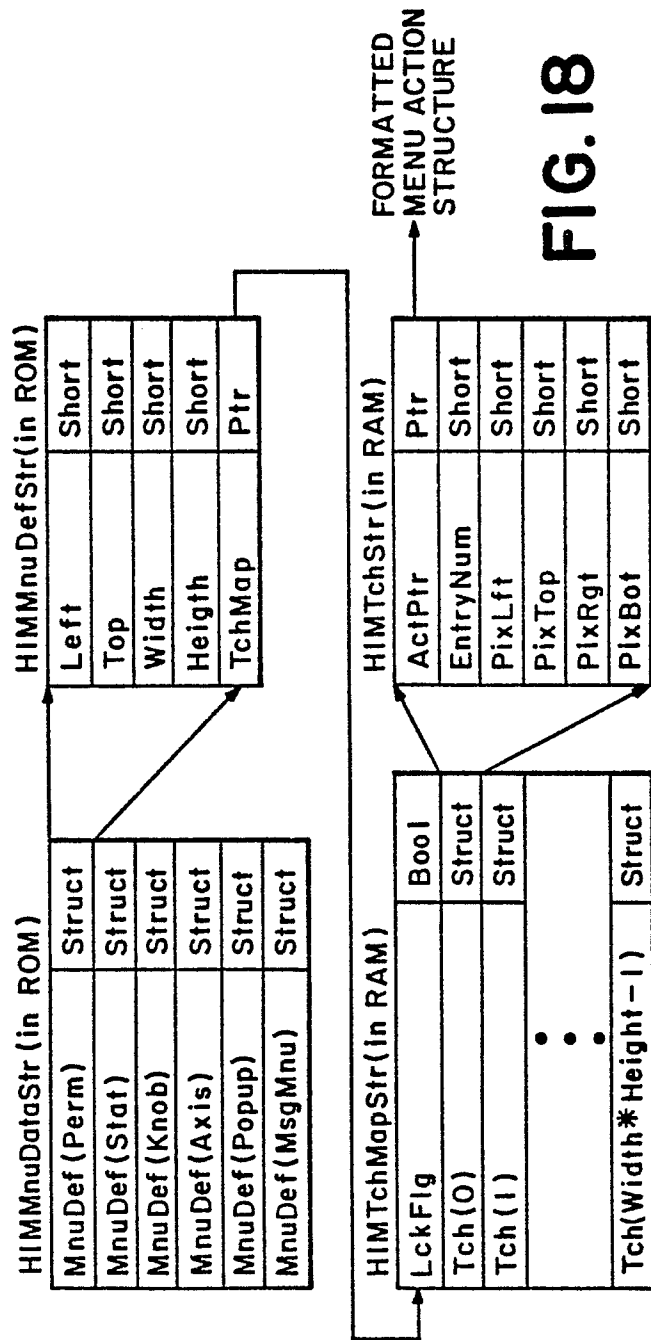 HIMMnuDataStr (in ROM)
MnuDef(Perm) Struct
MnuDef(Stat) Struct
MnuDef(Knob) Struct
MnuDef(Axis) Struct
MnuDef(Popup) Struct
MnuDef(MsgMnu) Struct
HIMMnuDefStr(in ROM)
Left Short
Top Short
Width Short
Heigth Short
TchMap Ptr
HIMTchMapStr(in RAM)
LckFlg Bool
Tch(0) Struct
Tch(1) Struct
• • •
Tch(Width*Height-1) Struct
HIMTchStr(in RAM)
ActPtr Ptr
EntryNum Short
PixLft Short
PixTop Short
PixRgt Short
PixBot Short
FORMATTED
MENU ACTION
STRUCTURE
FIG. 18